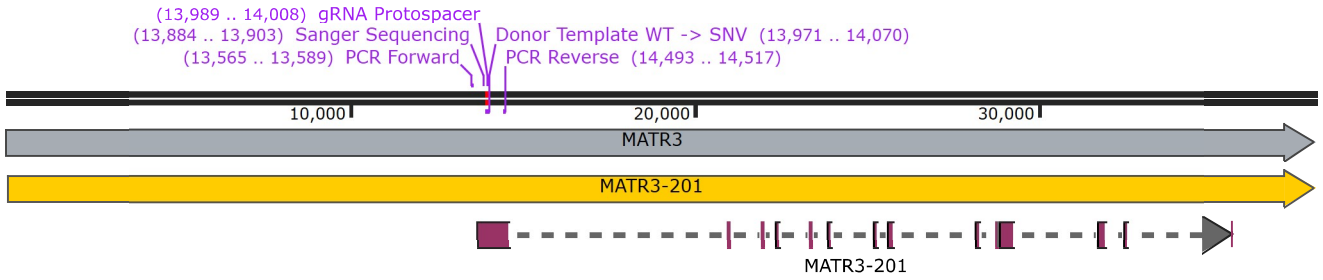 (13,989 .. 14,008) gRNA Protospacer
(13,884 .. 13,903) Sanger Sequencing Donor Template WT -> SNV (13,971 .. 14,070)
(13,565 .. 13,589) PCR Forward PCR Reverse (14,493 .. 14,517)
10,000 20,000 30,000
MATR3
MATR3-201
MATR3-201